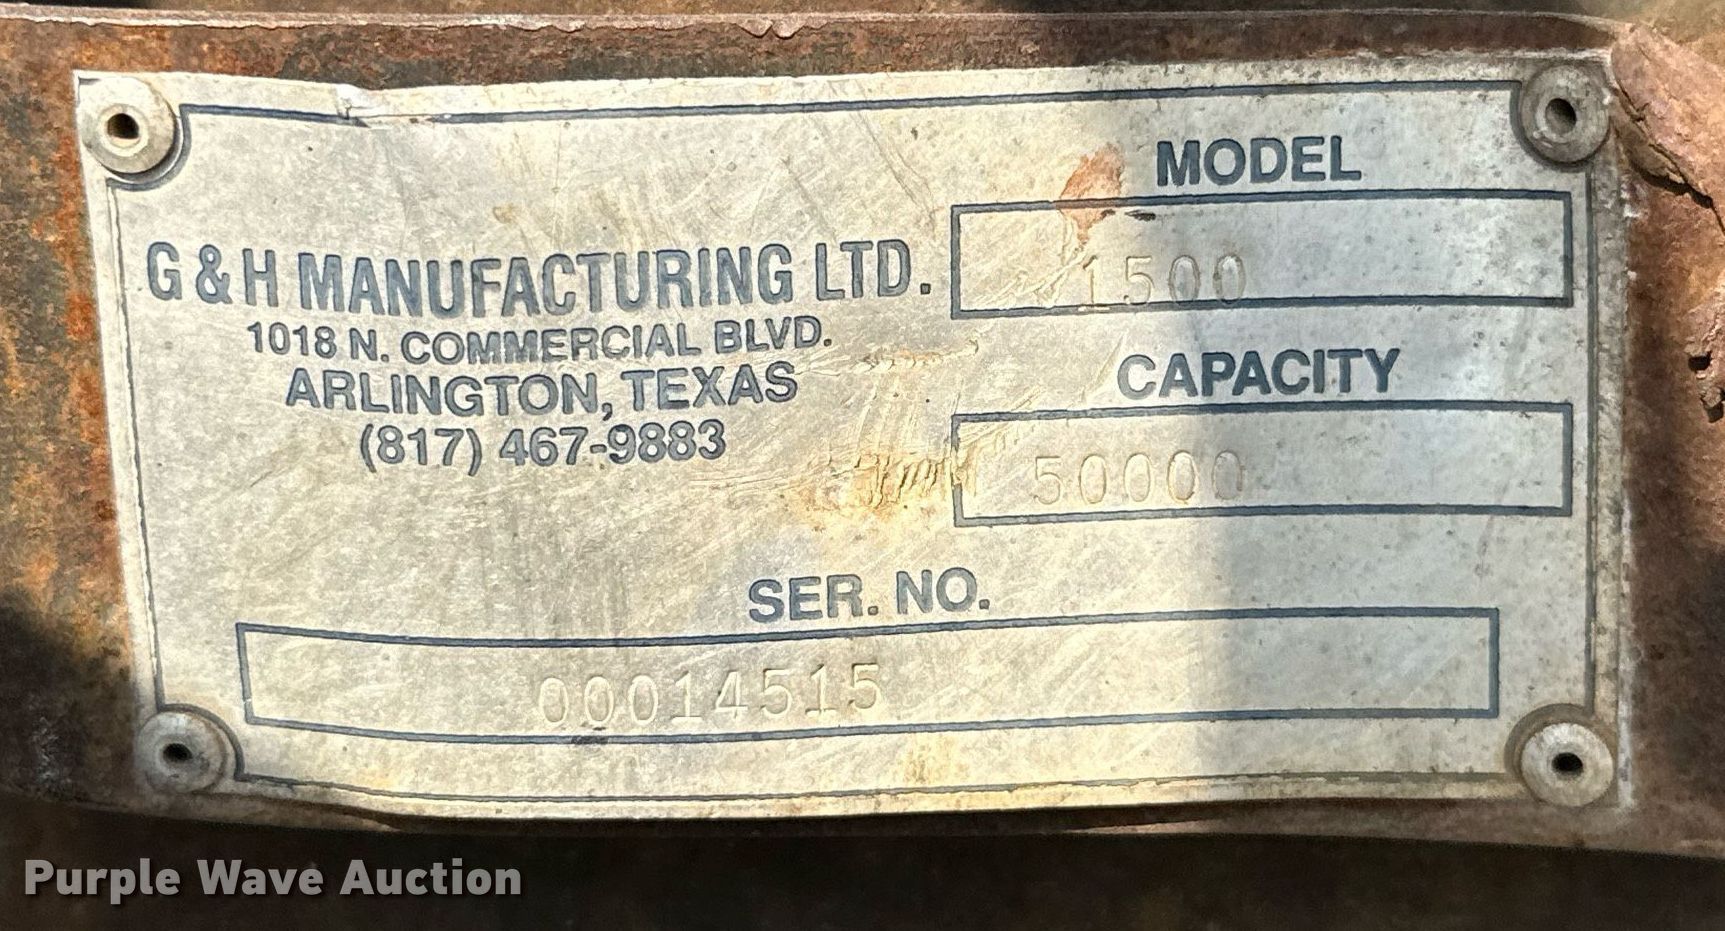 G & H MANUFACTURING LTD.
1018 N. COMMERCIAL BLVD.
ARLINGTON, TEXAS
(817) 467-9883
MODEL
1500
CAPACITY
50000
SER. NO.
00014515
Purple Wave Auction